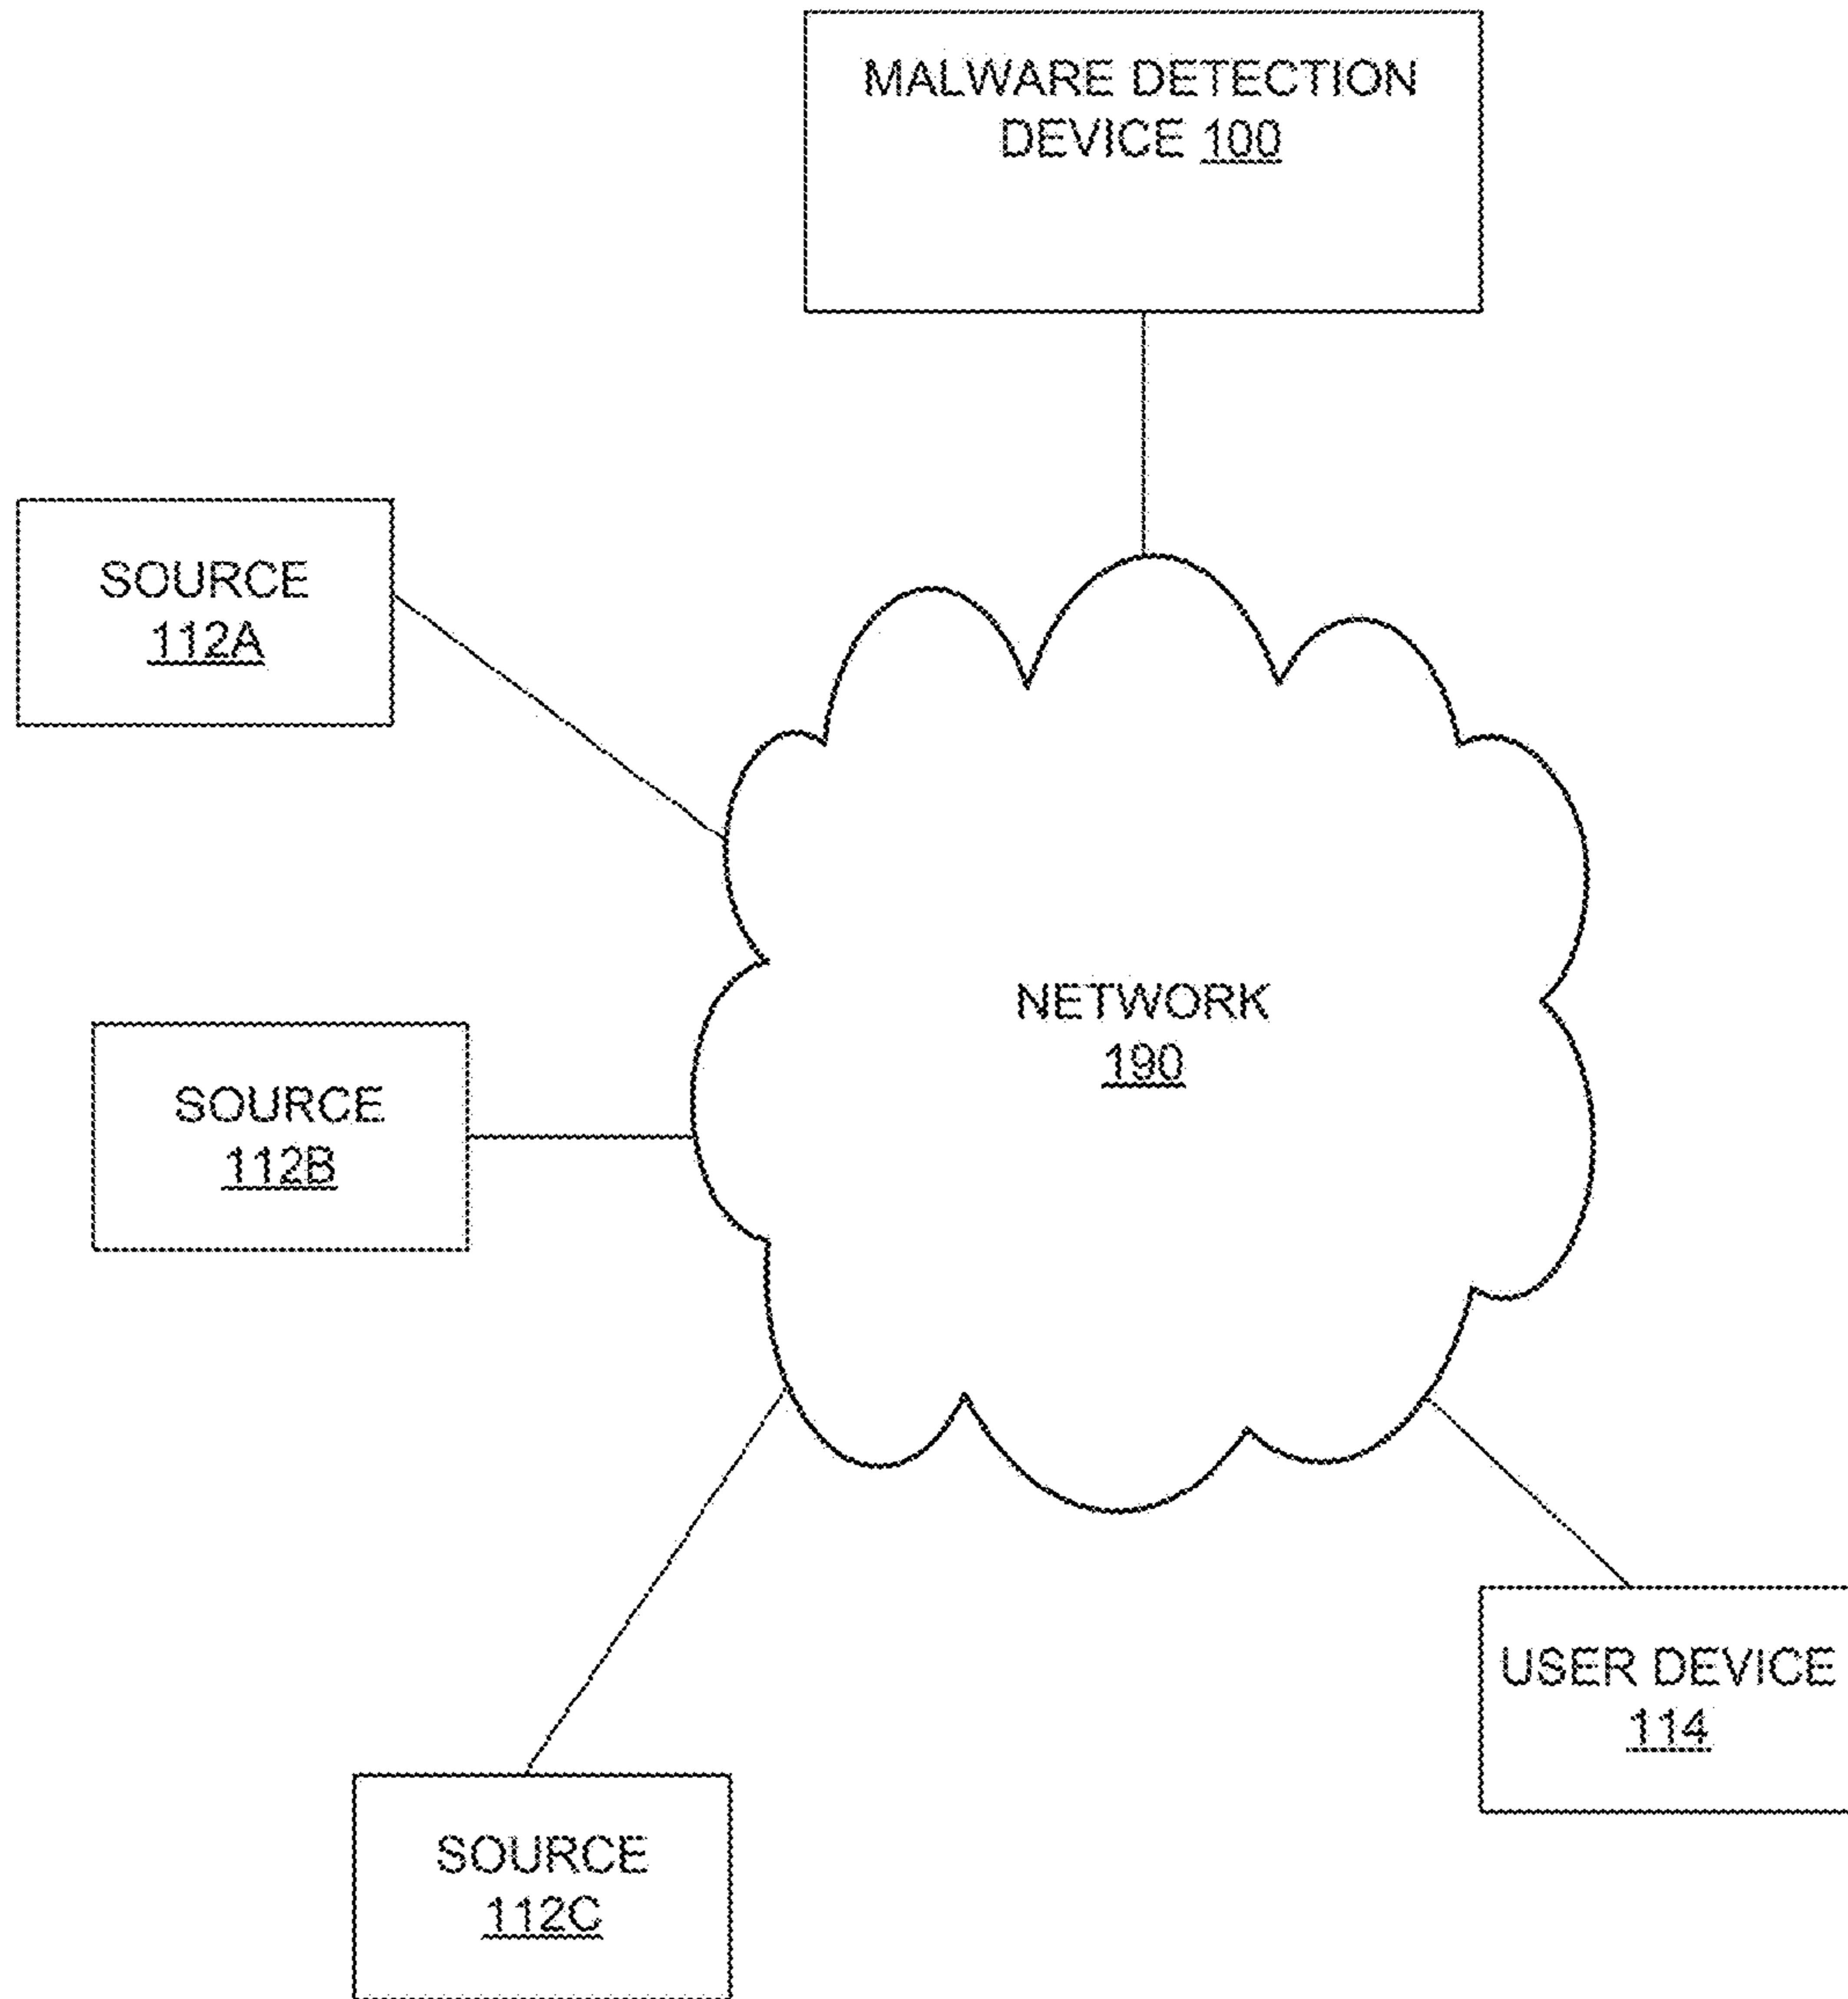 MALWARE DETECTION
DEVICE 100
SOURCE
112A
NETWORK
190
SOURCE
112B
USER DEVICE
114
SOURCE
112C